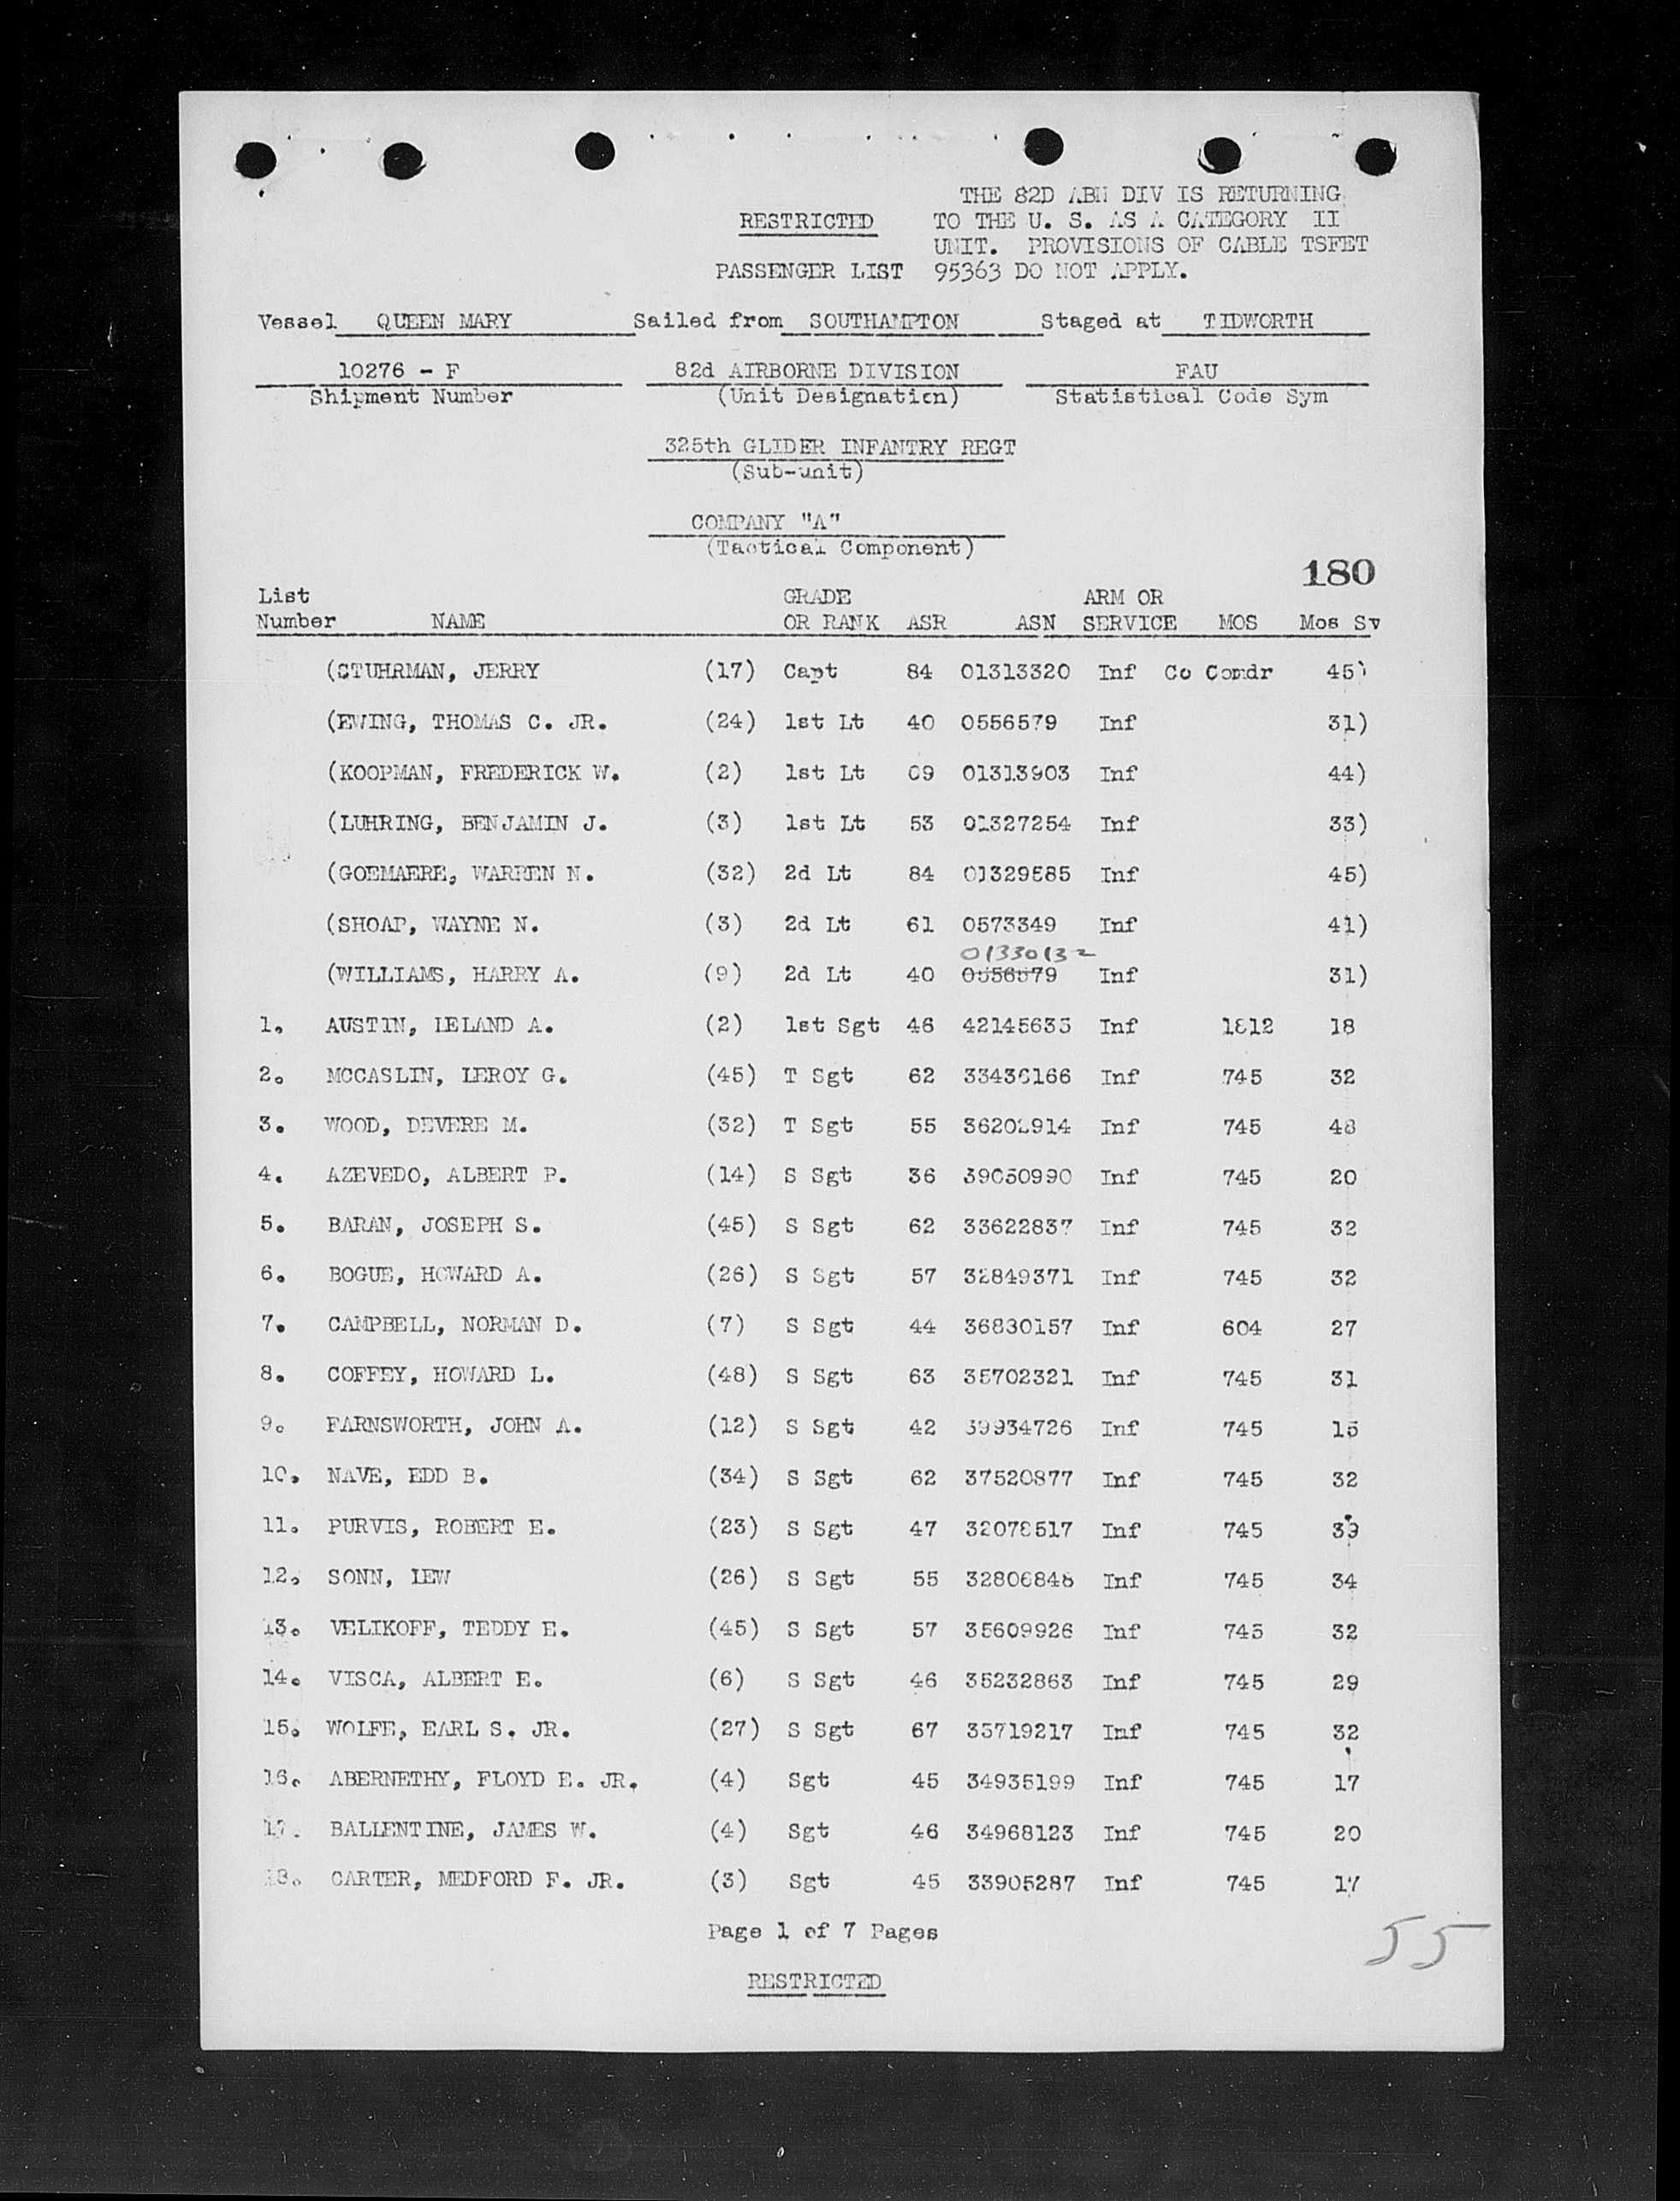 THE 82D ABN DIV IS RETURNING
RESTRICTED TO THE U. S. AS A CATEGORY II
UNIT. PROVISIONS OF CABLE TSFET
PASSENGER LIST 95363 DO NOT APPLY.
Vessel QUEEN MARY Sailed from SOUTHAMPTON Staged at TIDWORTH
10276 - F 82d AIRBORNE DIVISION FAU
Shipment Number (Unit Designation) Statistical Code Sym
325th GLIDER INFANTRY REGT
(Sub-unit)
COMPANY "A"
(Tactical Component)
180
List GRADE ARM OR
Number NAME OR RANK ASR ASN SERVICE MOS Mos Sv
(STUHRMAN, JERRY (17) Capt 84 01313320 Inf Co Comdr 45)
(EWING, THOMAS C. JR. (24) 1st Lt 40 0556579 Inf 31)
(KOOPMAN, FREDERICK W. (2) 1st Lt 69 01313903 Inf 44)
(LUHRING, BENJAMIN J. (3) 1st Lt 53 01327254 Inf 33)
(GOEMAERE, WARREN N. (32) 2d Lt 84 01329585 Inf 45)
(SHOAP, WAYNE N. (3) 2d Lt 61 0573349 Inf 41)
01330132
(WILLIAMS, HARRY A. (9) 2d Lt 40 0556579 Inf 31)
1. AUSTIN, LELAND A. (2) 1st Sgt 46 42145633 Inf 1812 18
2. MCCASLIN, LEROY G. (45) T Sgt 62 33436166 Inf 745 32
3. WOOD, DEVERE M. (32) T Sgt 55 36202914 Inf 745 48
4. AZEVEDO, ALBERT P. (14) S Sgt 36 39050990 Inf 745 20
5. BARAN, JOSEPH S. (45) S Sgt 62 33622837 Inf 745 32
6. BOGUE, HOWARD A. (26) S Sgt 57 32849371 Inf 745 32
7. CAMPBELL, NORMAN D. (7) S Sgt 44 36830157 Inf 604 27
8. COFFEY, HOWARD L. (48) S Sgt 63 35702321 Inf 745 31
9. FARNSWORTH, JOHN A. (12) S Sgt 42 39934726 Inf 745 15
10. NAVE, EDD B. (34) S Sgt 62 37520877 Inf 745 32
11. PURVIS, ROBERT E. (23) S Sgt 47 32078517 Inf 745 39
12. SONN, LEW (26) S Sgt 55 32806848 Inf 745 34
13. VELIKOFF, TEDDY E. (45) S Sgt 57 35609926 Inf 745 32
14. VISCA, ALBERT E. (6) S Sgt 46 35232863 Inf 745 29
15. WOLFE, EARL S. JR. (27) S Sgt 67 35719217 Inf 745 32
16. ABERNETHY, FLOYD E. JR. (4) Sgt 45 34935199 Inf 745 17
17. BALLENTINE, JAMES W. (4) Sgt 46 34968123 Inf 745 20
18. CARTER, MEDFORD F. JR. (3) Sgt 45 33905287 Inf 745 17
Page 1 of 7 Pages
55
RESTRICTED